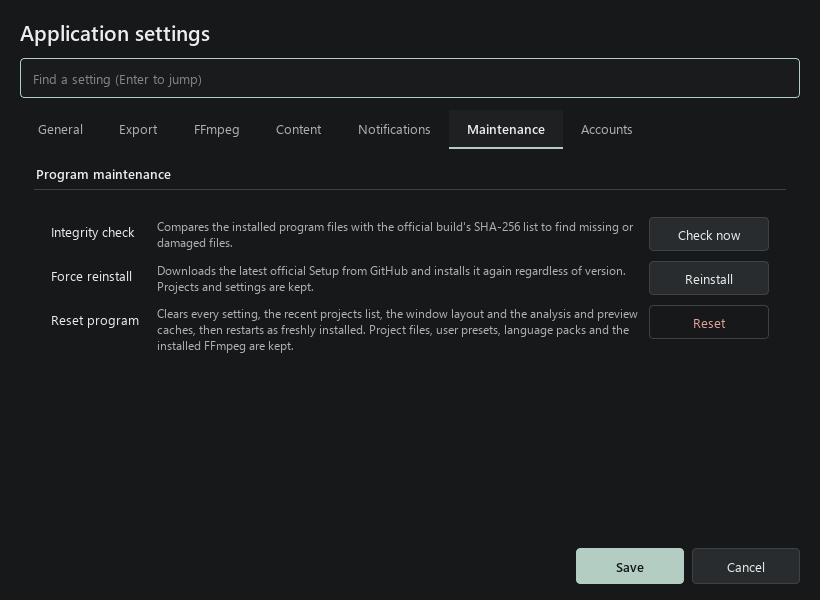 Application settings
Find a setting (Enter to jump)
General Export FFmpeg Content Notifications Maintenance Accounts
Program maintenance
Integrity check
Compares the installed program files with the official build's SHA-256 list to find missing or
damaged files.
Check now
Force reinstall
Downloads the latest official Setup from GitHub and installs it again regardless of version.
Projects and settings are kept.
Reinstall
Reset program
Clears every setting, the recent projects list, the window layout and the analysis and preview
caches, then restarts as freshly installed. Project files, user presets, language packs and the
installed FFmpeg are kept.
Reset
Save Cancel